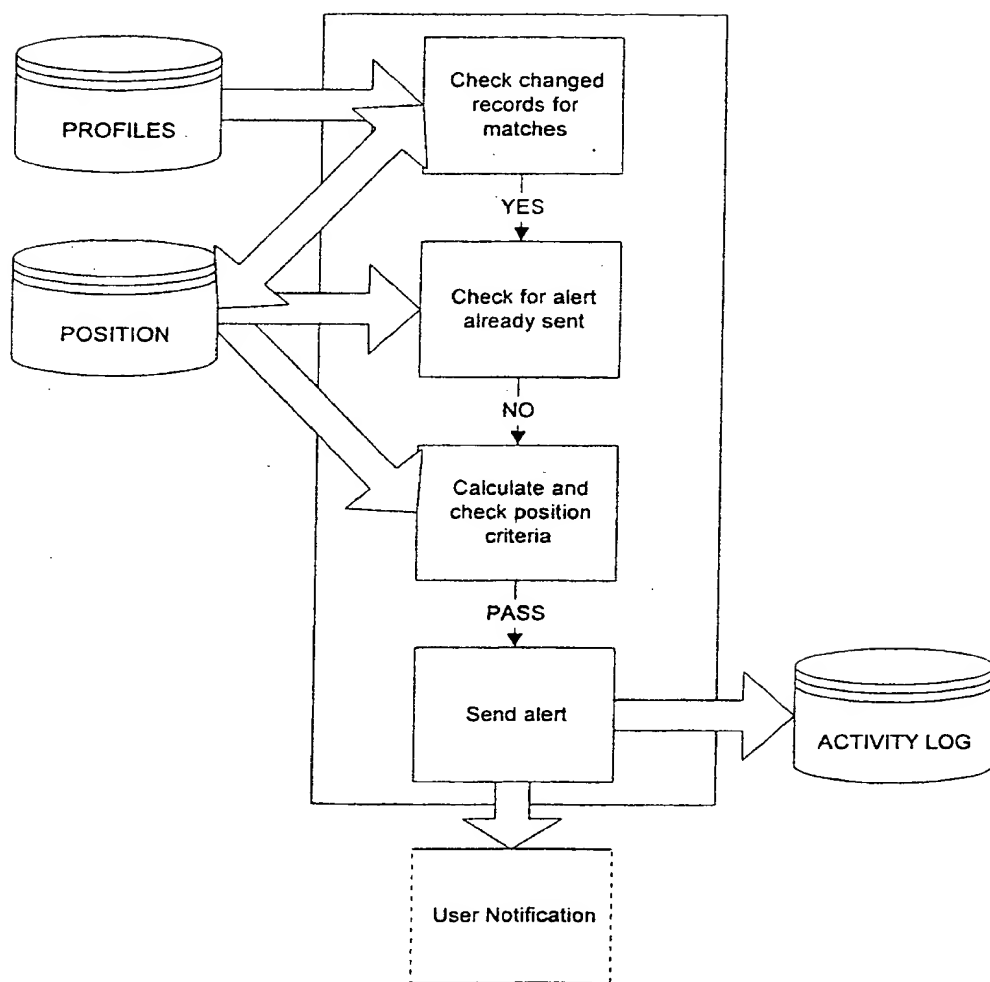 PROFILES
Check changed
records for
matches
YES
POSITION
Check for alert
already sent
NO
Calculate and
check position
criteria
PASS
Send alert
ACTIVITY LOG
User Notification